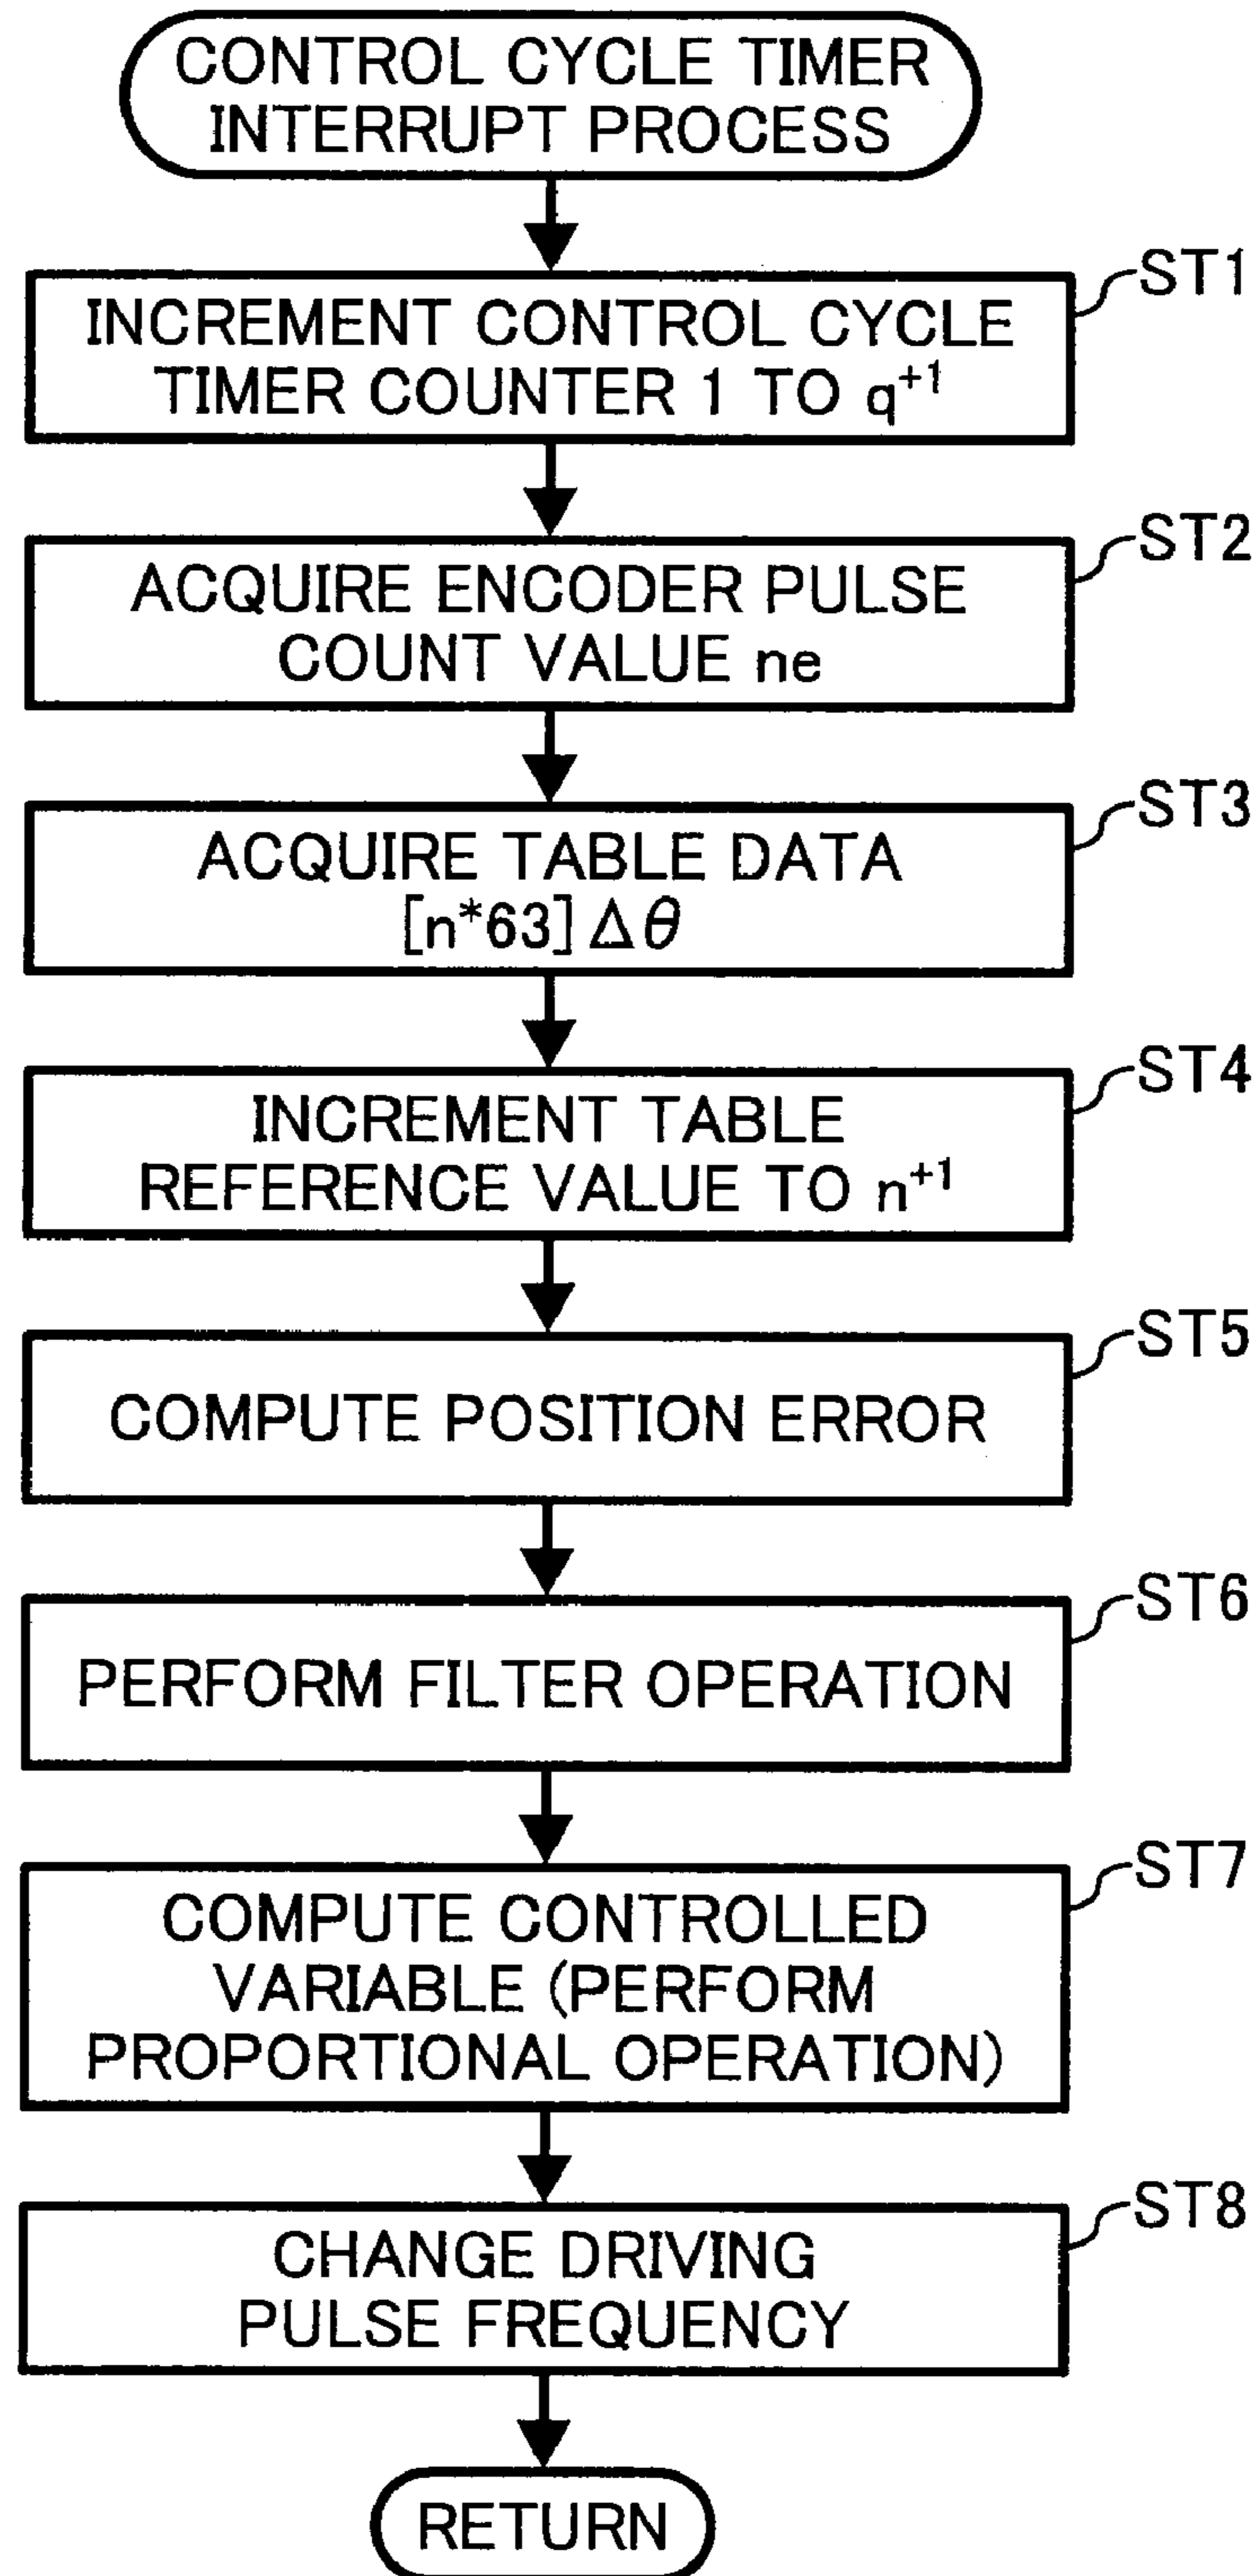 CONTROL CYCLE TIMER
INTERRUPT PROCESS
ST1
INCREMENT CONTROL CYCLE
TIMER COUNTER 1 TO q⁺¹
ST2
ACQUIRE ENCODER PULSE
COUNT VALUE ne
ST3
ACQUIRE TABLE DATA
[n*63] Δθ
ST4
INCREMENT TABLE
REFERENCE VALUE TO n⁺¹
ST5
COMPUTE POSITION ERROR
ST6
PERFORM FILTER OPERATION
ST7
COMPUTE CONTROLLED
VARIABLE (PERFORM
PROPORTIONAL OPERATION)
ST8
CHANGE DRIVING
PULSE FREQUENCY
RETURN